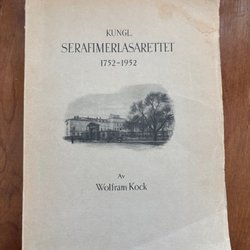 KUNGL.
SERAFIMERLASARETTET
1752-1952
Av
Wolfram Kock